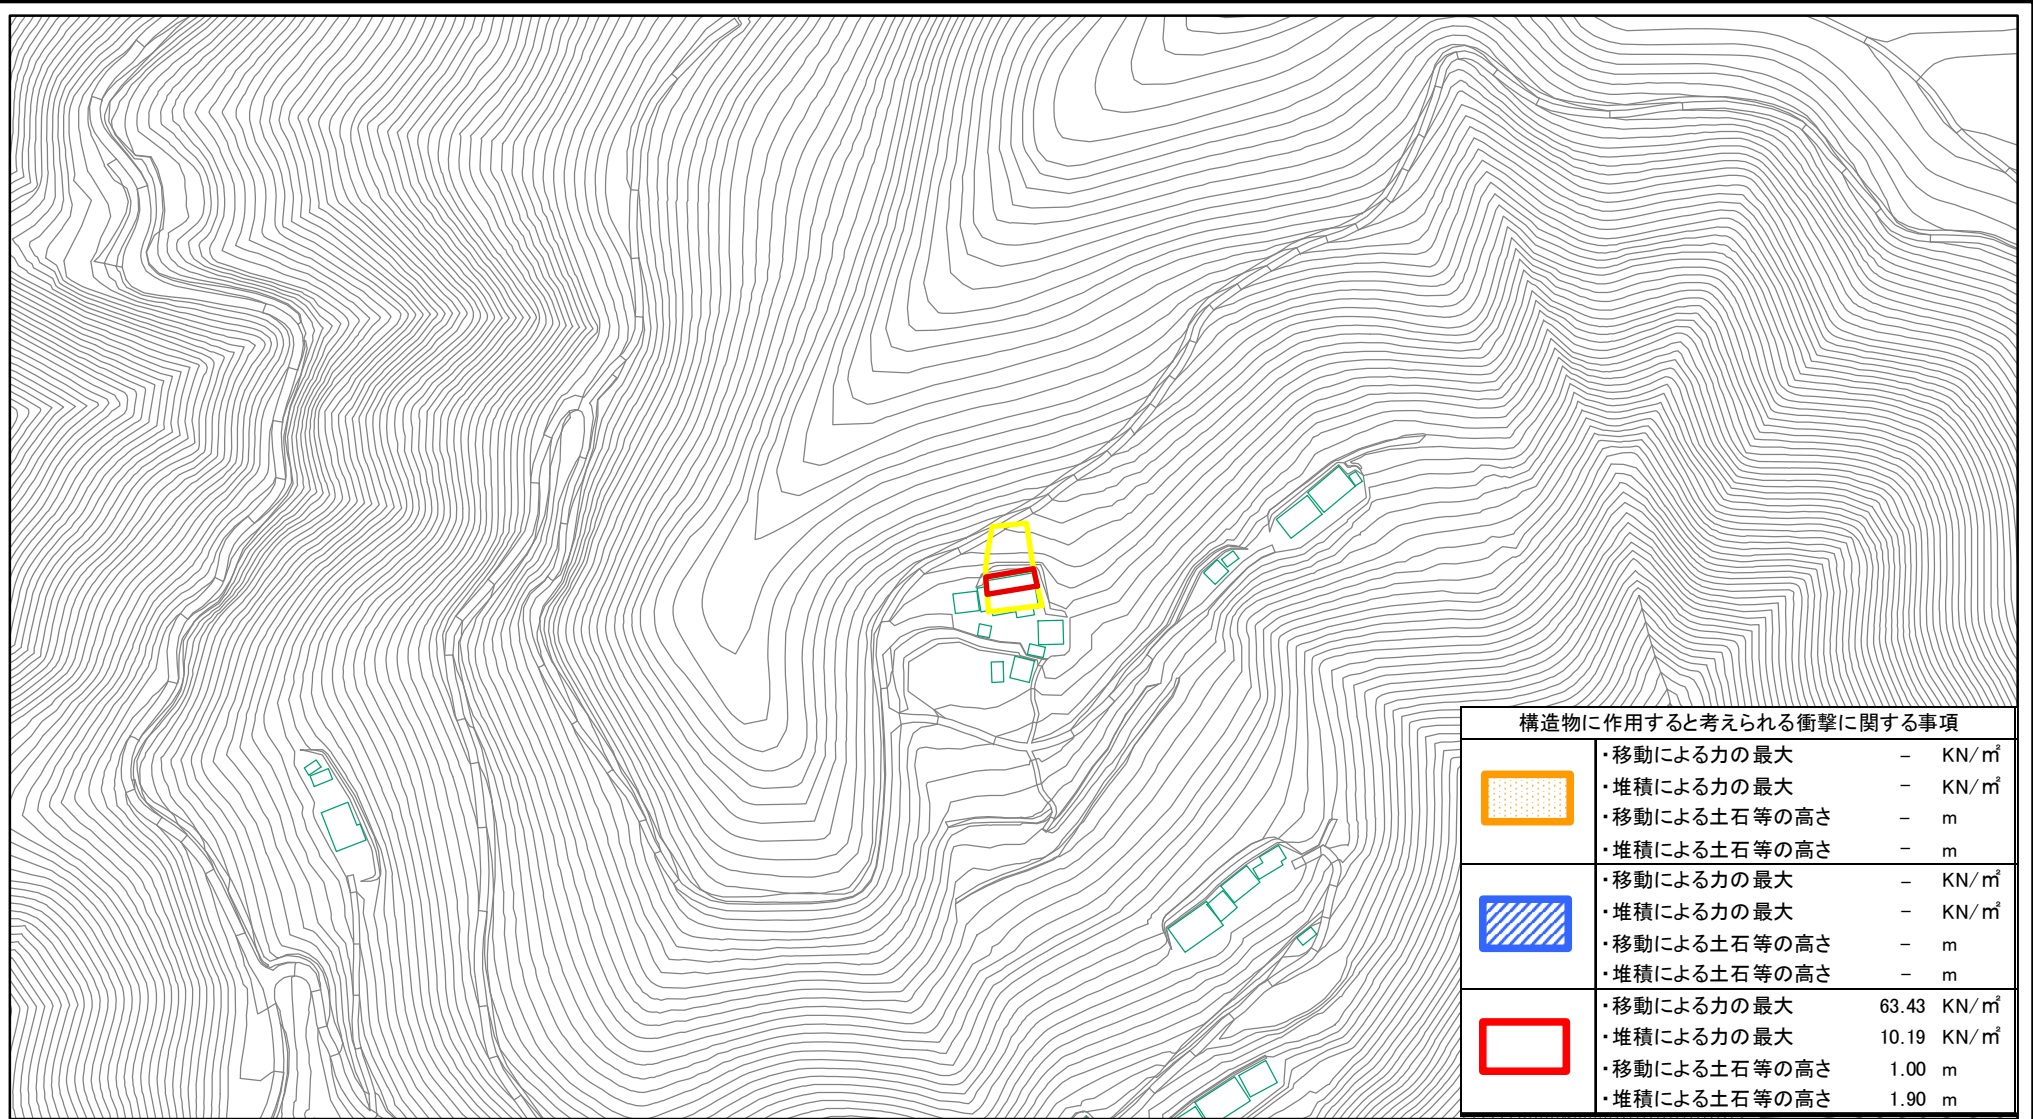 構造物に作用すると考えられる衝撃に関する事項
・移動による力の最大 － KN/㎡
・堆積による力の最大 － KN/㎡
・移動による土石等の高さ － m
・堆積による土石等の高さ － m
・移動による力の最大 － KN/㎡
・堆積による力の最大 － KN/㎡
・移動による土石等の高さ － m
・堆積による土石等の高さ － m
・移動による力の最大 63.43 KN/㎡
・堆積による力の最大 10.19 KN/㎡
・移動による土石等の高さ 1.00 m
・堆積による土石等の高さ 1.90 m